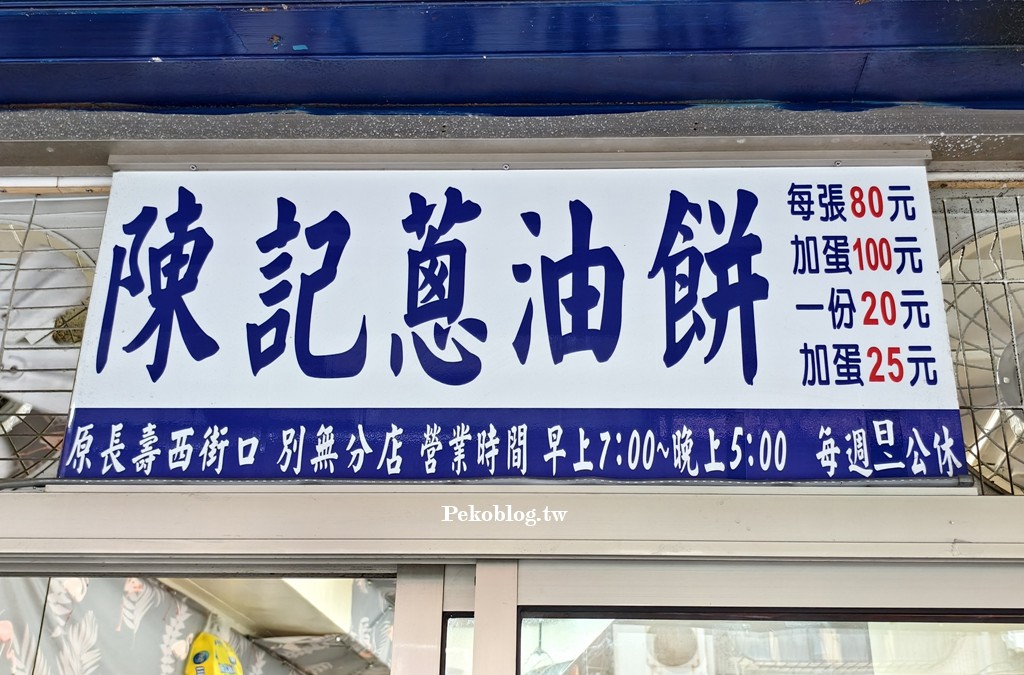 陳記蔥油餅
每張80元
加蛋100元
一份20元
加蛋25元
原長壽西街口 別無分店 營業時間 早上7:00~晚上5:00 每週日一公休
Pekoblog.tw